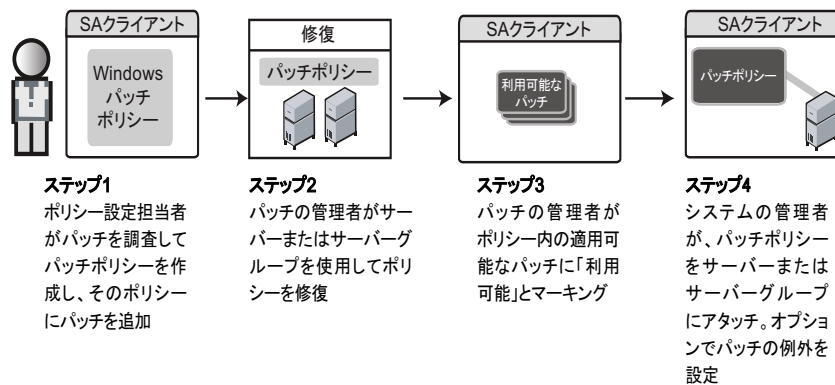 SAクライアント
Windows
パッチ
ポリシー
ステップ1
ポリシー設定担当者
がパッチを調査して
パッチポリシーを作
成し、そのポリシー
にパッチを追加
修復
パッチポリシー
ステップ2
パッチの管理者がサー
バーまたはサーバーグ
ループを使用してポリ
シーを修復
SAクライアント
利用可能な
パッチ
ステップ3
パッチの管理者が
ポリシー内の適用可
能なパッチに「利用
可能」とマーキング
SAクライアント
パッチポリシー
ステップ4
システムの管理者
が、パッチポリシー
をサーバーまたは
サーバーグループ
にアタッチ。オプショ
ンでパッチの例外を
設定